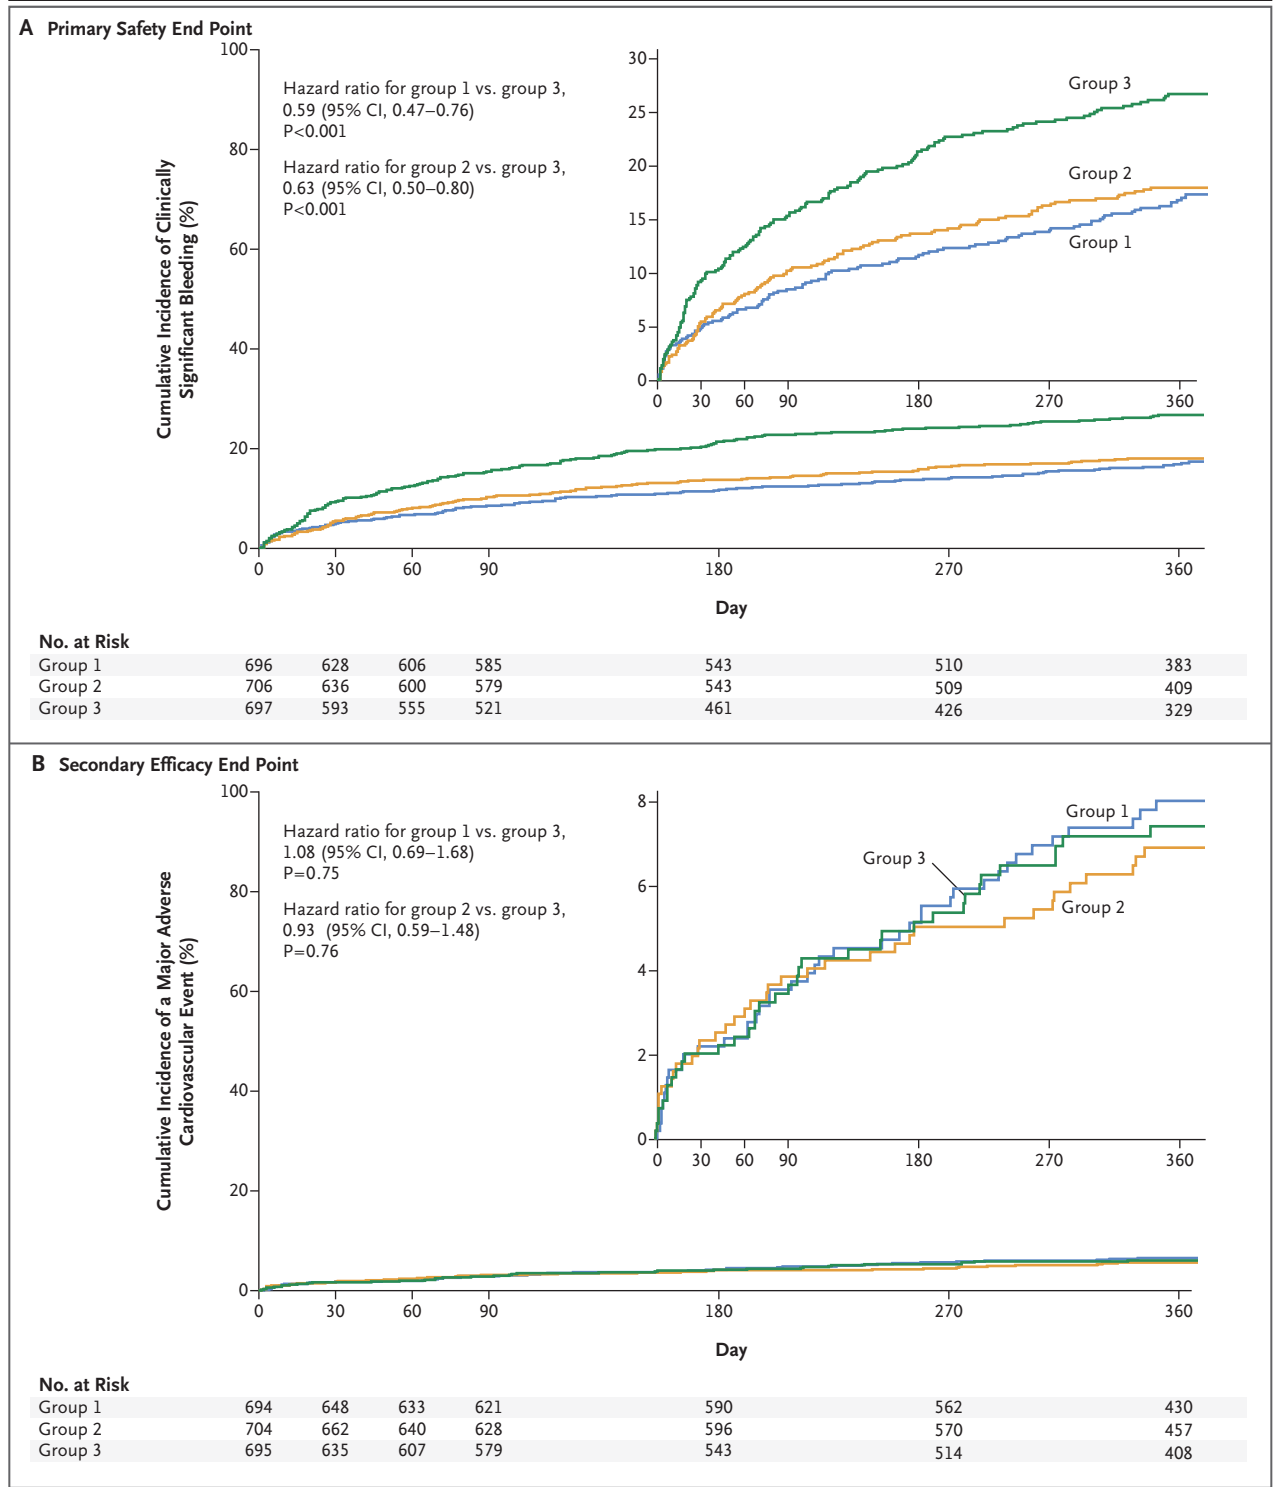 A Primary Safety End Point
100
80
60
40
20
0
Cumulative Incidence of Clinically
Significant Bleeding (%)
Hazard ratio for group 1 vs. group 3,
0.59 (95% CI, 0.47–0.76)
P<0.001
Hazard ratio for group 2 vs. group 3,
0.63 (95% CI, 0.50–0.80)
P<0.001
30
25
20
15
10
5
0
Group 3
Group 2
Group 1
0 30 60 90 180 270 360
0 30 60 90 180 270 360
Day
No. at Risk
Group 1 696 628 606 585 543 510 383
Group 2 706 636 600 579 543 509 409
Group 3 697 593 555 521 461 426 329
B Secondary Efficacy End Point
100
80
60
40
20
0
Cumulative Incidence of a Major Adverse
Cardiovascular Event (%)
Hazard ratio for group 1 vs. group 3,
1.08 (95% CI, 0.69–1.68)
P=0.75
Hazard ratio for group 2 vs. group 3,
0.93 (95% CI, 0.59–1.48)
P=0.76
8
6
4
2
0
Group 1
Group 3
Group 2
0 30 60 90 180 270 360
0 30 60 90 180 270 360
Day
No. at Risk
Group 1 694 648 633 621 590 562 430
Group 2 704 662 640 628 596 570 457
Group 3 695 635 607 579 543 514 408